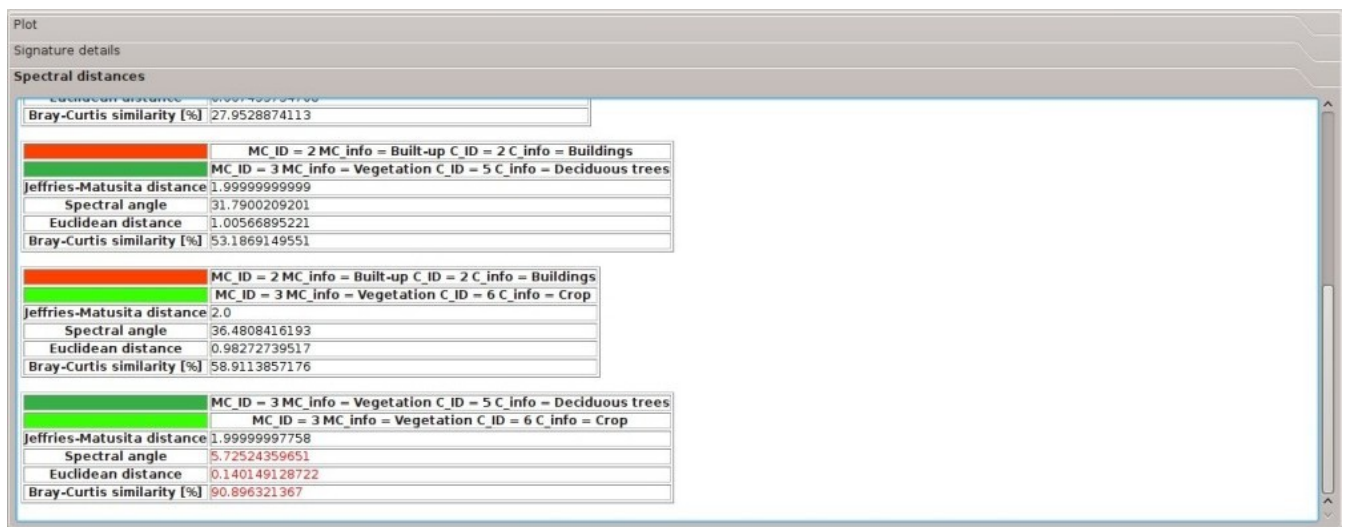 Plot
Signature details
Spectral distances
Bray-Curtis similarity [%] 27.9528874113
MC_ID = 2 MC_info = Built-up C_ID = 2 C_info = Buildings
MC_ID = 3 MC_info = Vegetation C_ID = 5 C_info = Deciduous trees
Jeffries-Matusita distance 1.99999999999
Spectral angle 31.7900209201
Euclidean distance 1.00566895221
Bray-Curtis similarity [%] 53.1869149551
MC_ID = 2 MC_info = Built-up C_ID = 2 C_info = Buildings
MC_ID = 3 MC_info = Vegetation C_ID = 6 C_info = Crop
Jeffries-Matusita distance 2.0
Spectral angle 36.4808416193
Euclidean distance 0.98272739517
Bray-Curtis similarity [%] 58.9113857176
MC_ID = 3 MC_info = Vegetation C_ID = 5 C_info = Deciduous trees
MC_ID = 3 MC_info = Vegetation C_ID = 6 C_info = Crop
Jeffries-Matusita distance 1.99999997758
Spectral angle 5.72524359651
Euclidean distance 0.140149128722
Bray-Curtis similarity [%] 90.896321367